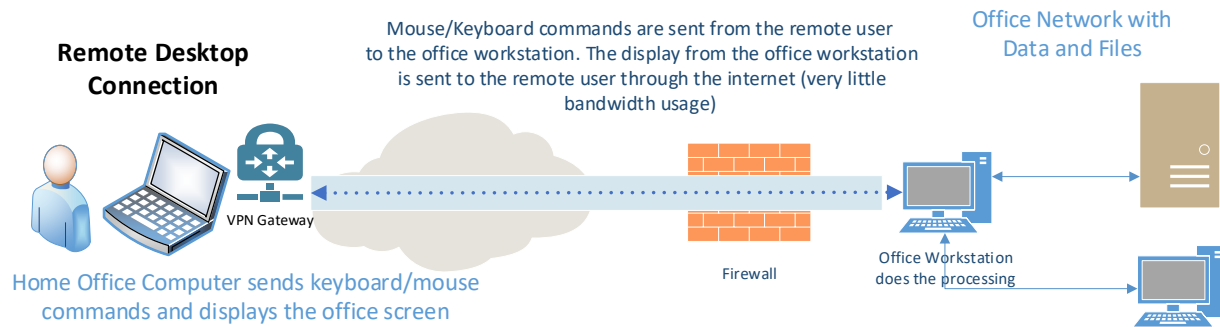 Remote Desktop
Connection
Mouse/Keyboard commands are sent from the remote user
to the office workstation. The display from the office workstation
is sent to the remote user through the internet (very little
bandwidth usage)
Office Network with
Data and Files
VPN Gateway
Firewall
Office Workstation
does the processing
Home Office Computer sends keyboard/mouse
commands and displays the office screen